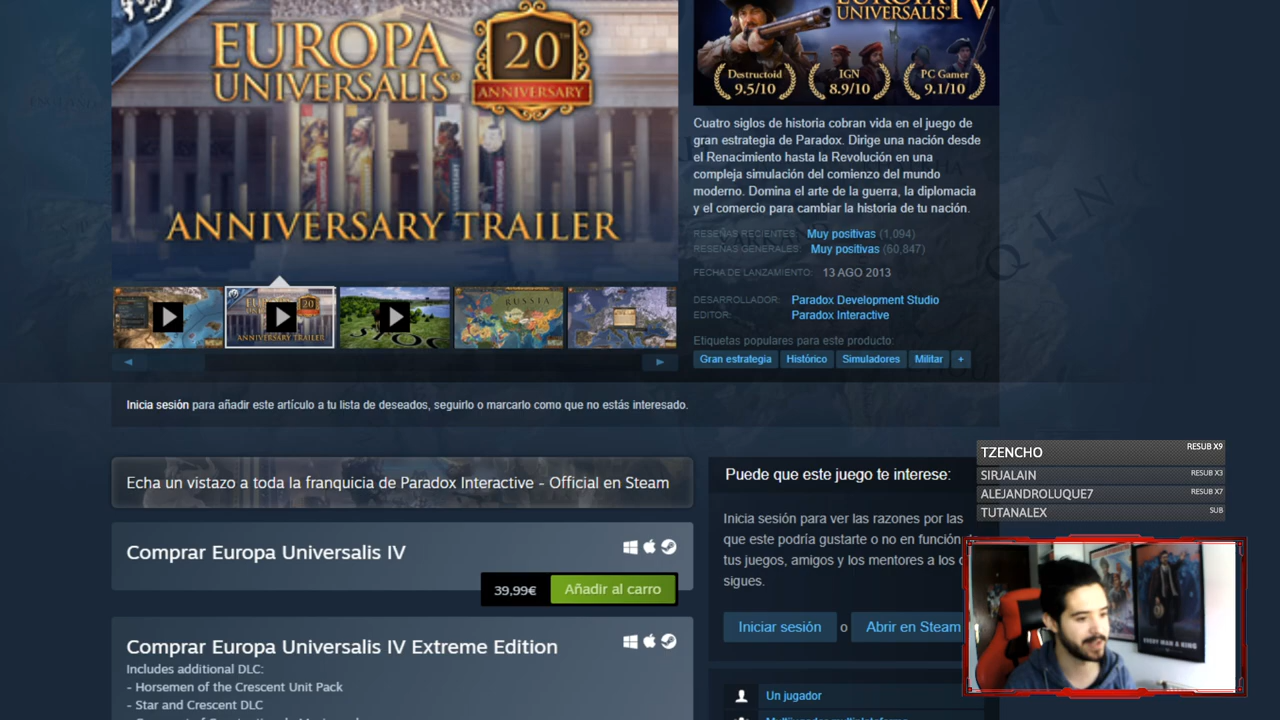 EUROPA
UNIVERSALIS
20TH
ANNIVERSARY
ANNIVERSARY TRAILER
UNIVERSALIS IV
Destructoid
9.5/10
IGN
8.9/10
PC Gamer
9.1/10
Cuatro siglos de historia cobran vida en el juego de
gran estrategia de Paradox. Dirige una nación desde
el Renacimiento hasta la Revolución en una
compleja simulación del comienzo del mundo
moderno. Domina el arte de la guerra, la diplomacia
y el comercio para cambiar la historia de tu nación.
RESEÑAS RECIENTES: Muy positivas (1,094)
RESEÑAS GENERALES: Muy positivas (60,847)
FECHA DE LANZAMIENTO: 13 AGO 2013
DESARROLLADOR: Paradox Development Studio
EDITOR: Paradox Interactive
Etiquetas populares para este producto:
Gran estrategia Histórico Simuladores Militar +
RUSSIA
ANNIVERSARY TRAILER
QING
Inicia sesión para añadir este artículo a tu lista de deseados, seguirlo o marcarlo como que no estás interesado.
Echa un vistazo a toda la franquicia de Paradox Interactive - Official en Steam
Comprar Europa Universalis IV
39,99€ Añadir al carro
Comprar Europa Universalis IV Extreme Edition
Includes additional DLC:
- Horsemen of the Crescent Unit Pack
- Star and Crescent DLC
Puede que este juego te interese:
Inicia sesión para ver las razones por las
que este podría gustarte o no en función
tus juegos, amigos y los mentores a los
sigues.
Iniciar sesión o Abrir en Steam
Un jugador
TZENCHO RESUB X9
SIRJALAIN RESUB X3
ALEJANDROLUQUE7 RESUB X7
TUTANALEX SUB
EVERY MAN A KING